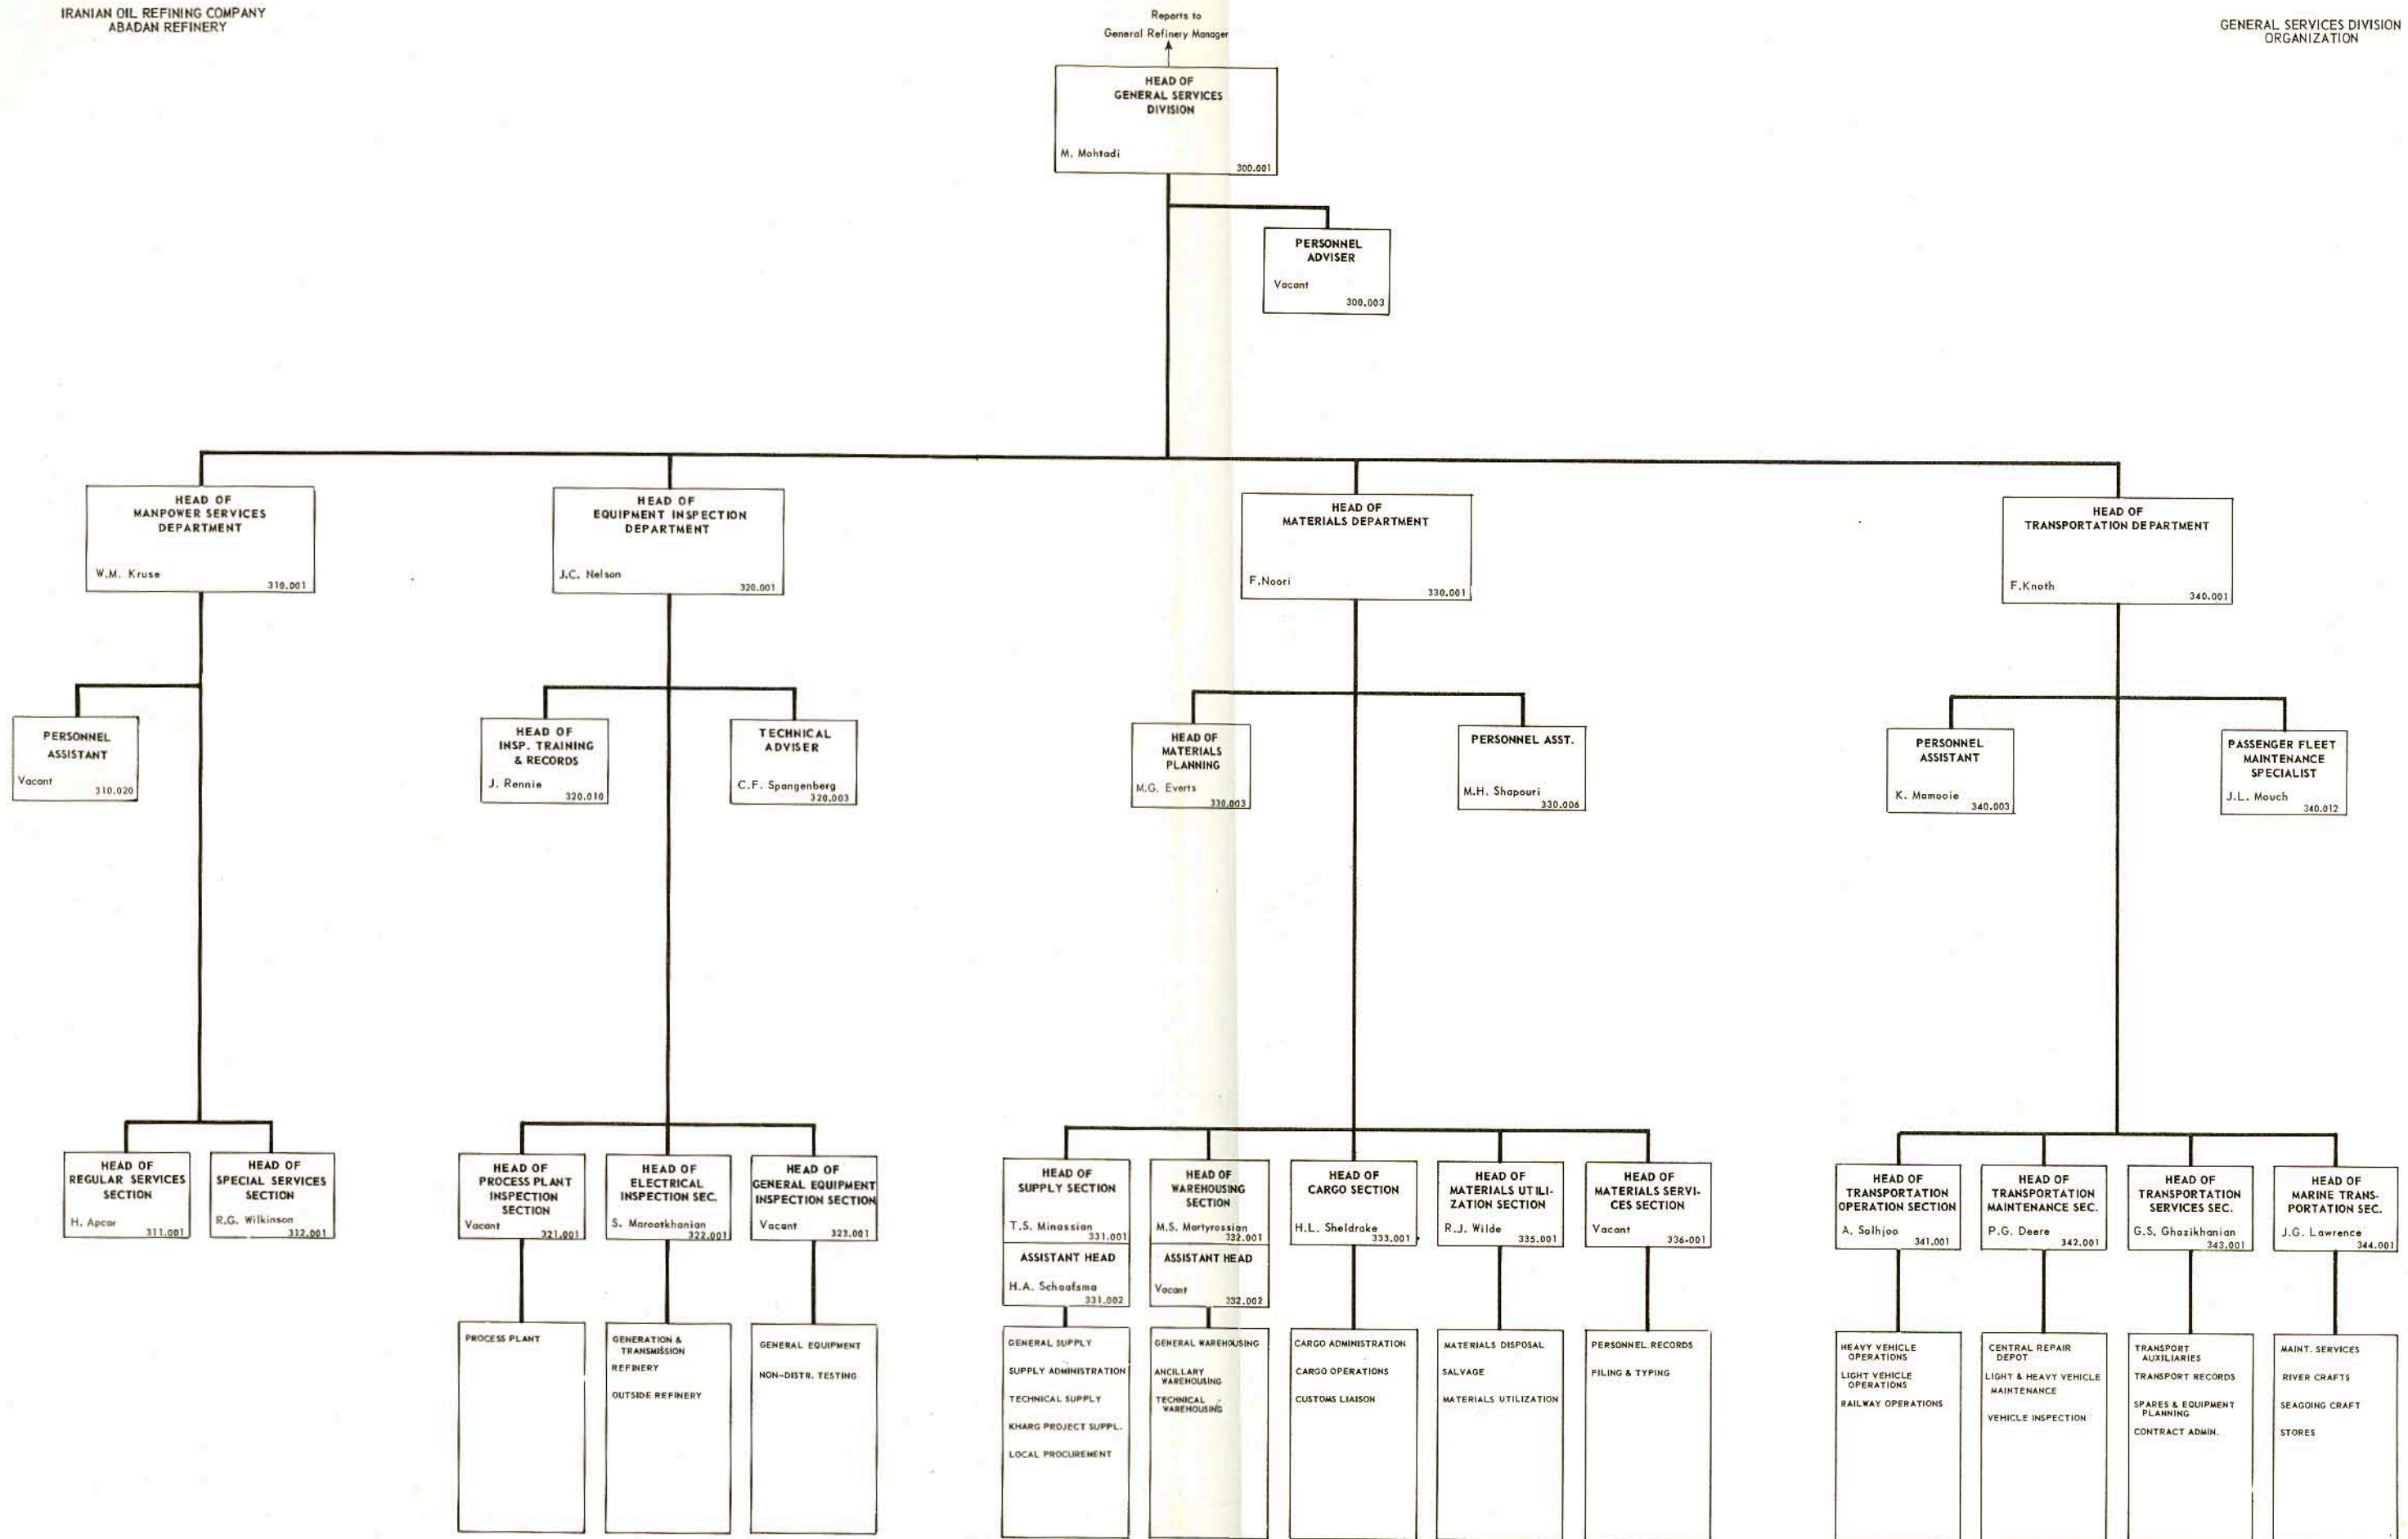 IRANIAN OIL REFINING COMPANY
ABADAN REFINERY
GENERAL SERVICES DIVISION
ORGANIZATION
Reports to
General Refinery Manager
HEAD OF
GENERAL SERVICES
DIVISION
M. Mohtadi
300.001
PERSONNEL
ADVISER
Vacant
300.003
HEAD OF
MANPOWER SERVICES
DEPARTMENT
W.M. Kruse
310.001
HEAD OF
EQUIPMENT INSPECTION
DEPARTMENT
J.C. Nelson
320.001
HEAD OF
MATERIALS DEPARTMENT
F.Noori
330.001
HEAD OF
TRANSPORTATION DEPARTMENT
F.Knoth
340.001
PERSONNEL
ASSISTANT
Vacant
310.020
HEAD OF
INSP. TRAINING
& RECORDS
J. Rennie
320.010
TECHNICAL
ADVISER
C.F. Spangenberg
320.003
HEAD OF
MATERIALS
PLANNING
M.G. Everts
330.003
PERSONNEL ASST.
M.H. Shapouri
330.006
PERSONNEL
ASSISTANT
K. Mamooie
340.003
PASSENGER FLEET
MAINTENANCE
SPECIALIST
J.L. Mouch
340.012
HEAD OF
REGULAR SERVICES
SECTION
H. Apcar
311.001
HEAD OF
SPECIAL SERVICES
SECTION
R.G. Wilkinson
312.001
HEAD OF
PROCESS PLANT
INSPECTION
SECTION
Vacant
321.001
HEAD OF
ELECTRICAL
INSPECTION SEC.
S. Marootkhanian
322.001
HEAD OF
GENERAL EQUIPMENT
INSPECTION SECTION
Vacant
323.001
HEAD OF
SUPPLY SECTION
T.S. Minassian
331.001
ASSISTANT HEAD
H.A. Schaafsma
331.002
HEAD OF
WAREHOUSING
SECTION
M.S. Martyrossian
332.001
ASSISTANT HEAD
Vacant
332.002
HEAD OF
CARGO SECTION
H.L. Sheldrake
333.001
HEAD OF
MATERIALS UTILI-
ZATION SECTION
R.J. Wilde
335.001
HEAD OF
MATERIALS SERVI-
CES SECTION
Vacant
336-001
HEAD OF
TRANSPORTATION
OPERATION SECTION
A. Solhjoo
341.001
HEAD OF
TRANSPORTATION
MAINTENANCE SEC.
P.G. Deere
342.001
HEAD OF
TRANSPORTATION
SERVICES SEC.
G.S. Ghazikhanian
343.001
HEAD OF
MARINE TRANS-
PORTATION SEC.
J.G. Lawrence
344.001
PROCESS PLANT
GENERATION &
TRANSMISSION
REFINERY
OUTSIDE REFINERY
GENERAL EQUIPMENT
NON-DISTR. TESTING
GENERAL SUPPLY
SUPPLY ADMINISTRATION
TECHNICAL SUPPLY
KHARG PROJECT SUPPL.
LOCAL PROCUREMENT
GENERAL WAREHOUSING
ANCILLARY
WAREHOUSING
TECHNICAL
WAREHOUSING
CARGO ADMINISTRATION
CARGO OPERATIONS
CUSTOMS LIAISON
MATERIALS DISPOSAL
SALVAGE
MATERIALS UTILIZATION
PERSONNEL RECORDS
FILING & TYPING
HEAVY VEHICLE
OPERATIONS
LIGHT VEHICLE
OPERATIONS
RAILWAY OPERATIONS
CENTRAL REPAIR
DEPOT
LIGHT & HEAVY VEHICLE
MAINTENANCE
VEHICLE INSPECTION
TRANSPORT
AUXILIARIES
TRANSPORT RECORDS
SPARES & EQUIPMENT
PLANNING
CONTRACT ADMIN.
MAINT. SERVICES
RIVER CRAFTS
SEAGOING CRAFT
STORES